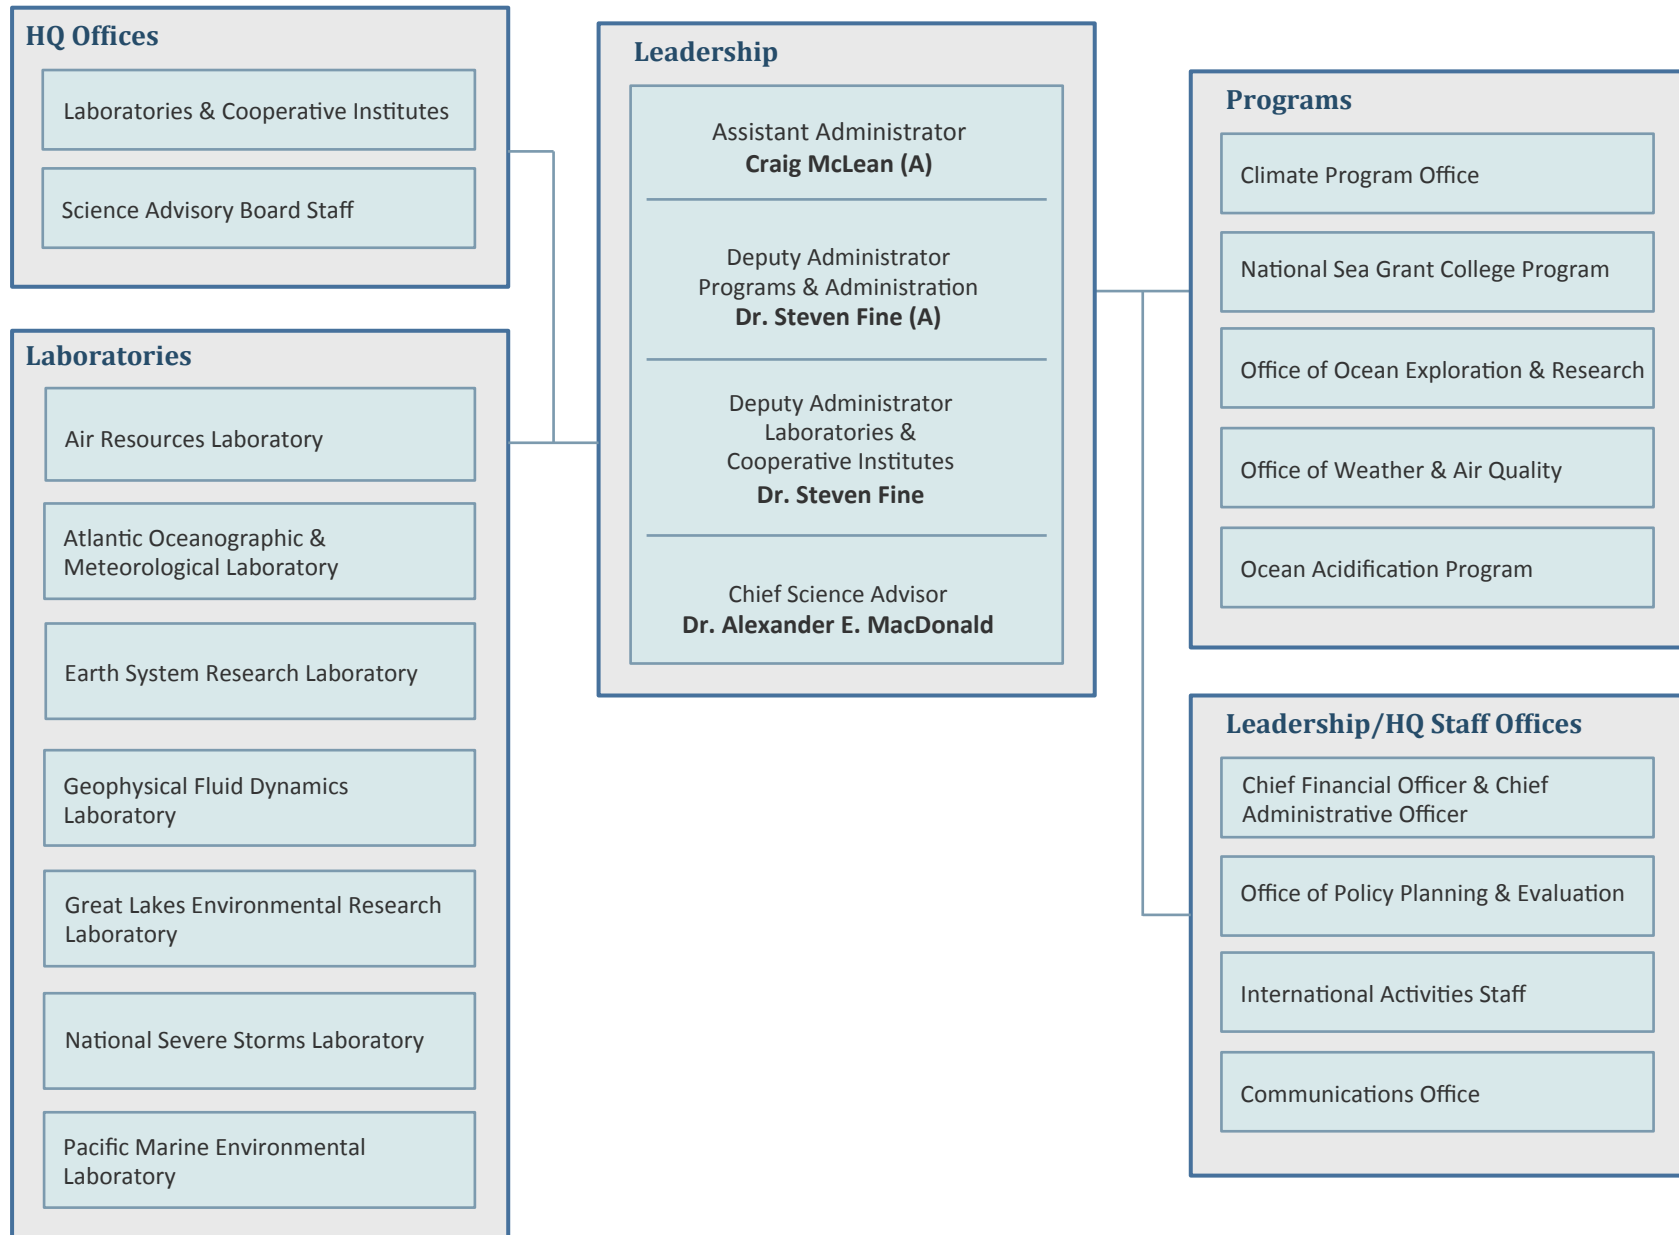 HQ Offices
Laboratories & Cooperative Institutes
Science Advisory Board Staff
Laboratories
Air Resources Laboratory
Atlantic Oceanographic &
Meteorological Laboratory
Earth System Research Laboratory
Geophysical Fluid Dynamics
Laboratory
Great Lakes Environmental Research
Laboratory
National Severe Storms Laboratory
Pacific Marine Environmental
Laboratory
Leadership
Assistant Administrator
Craig McLean (A)
Deputy Administrator
Programs & Administration
Dr. Steven Fine (A)
Deputy Administrator
Laboratories &
Cooperative Institutes
Dr. Steven Fine
Chief Science Advisor
Dr. Alexander E. MacDonald
Programs
Climate Program Office
National Sea Grant College Program
Office of Ocean Exploration & Research
Office of Weather & Air Quality
Ocean Acidification Program
Leadership/HQ Staff Offices
Chief Financial Officer & Chief
Administrative Officer
Office of Policy Planning & Evaluation
International Activities Staff
Communications Office